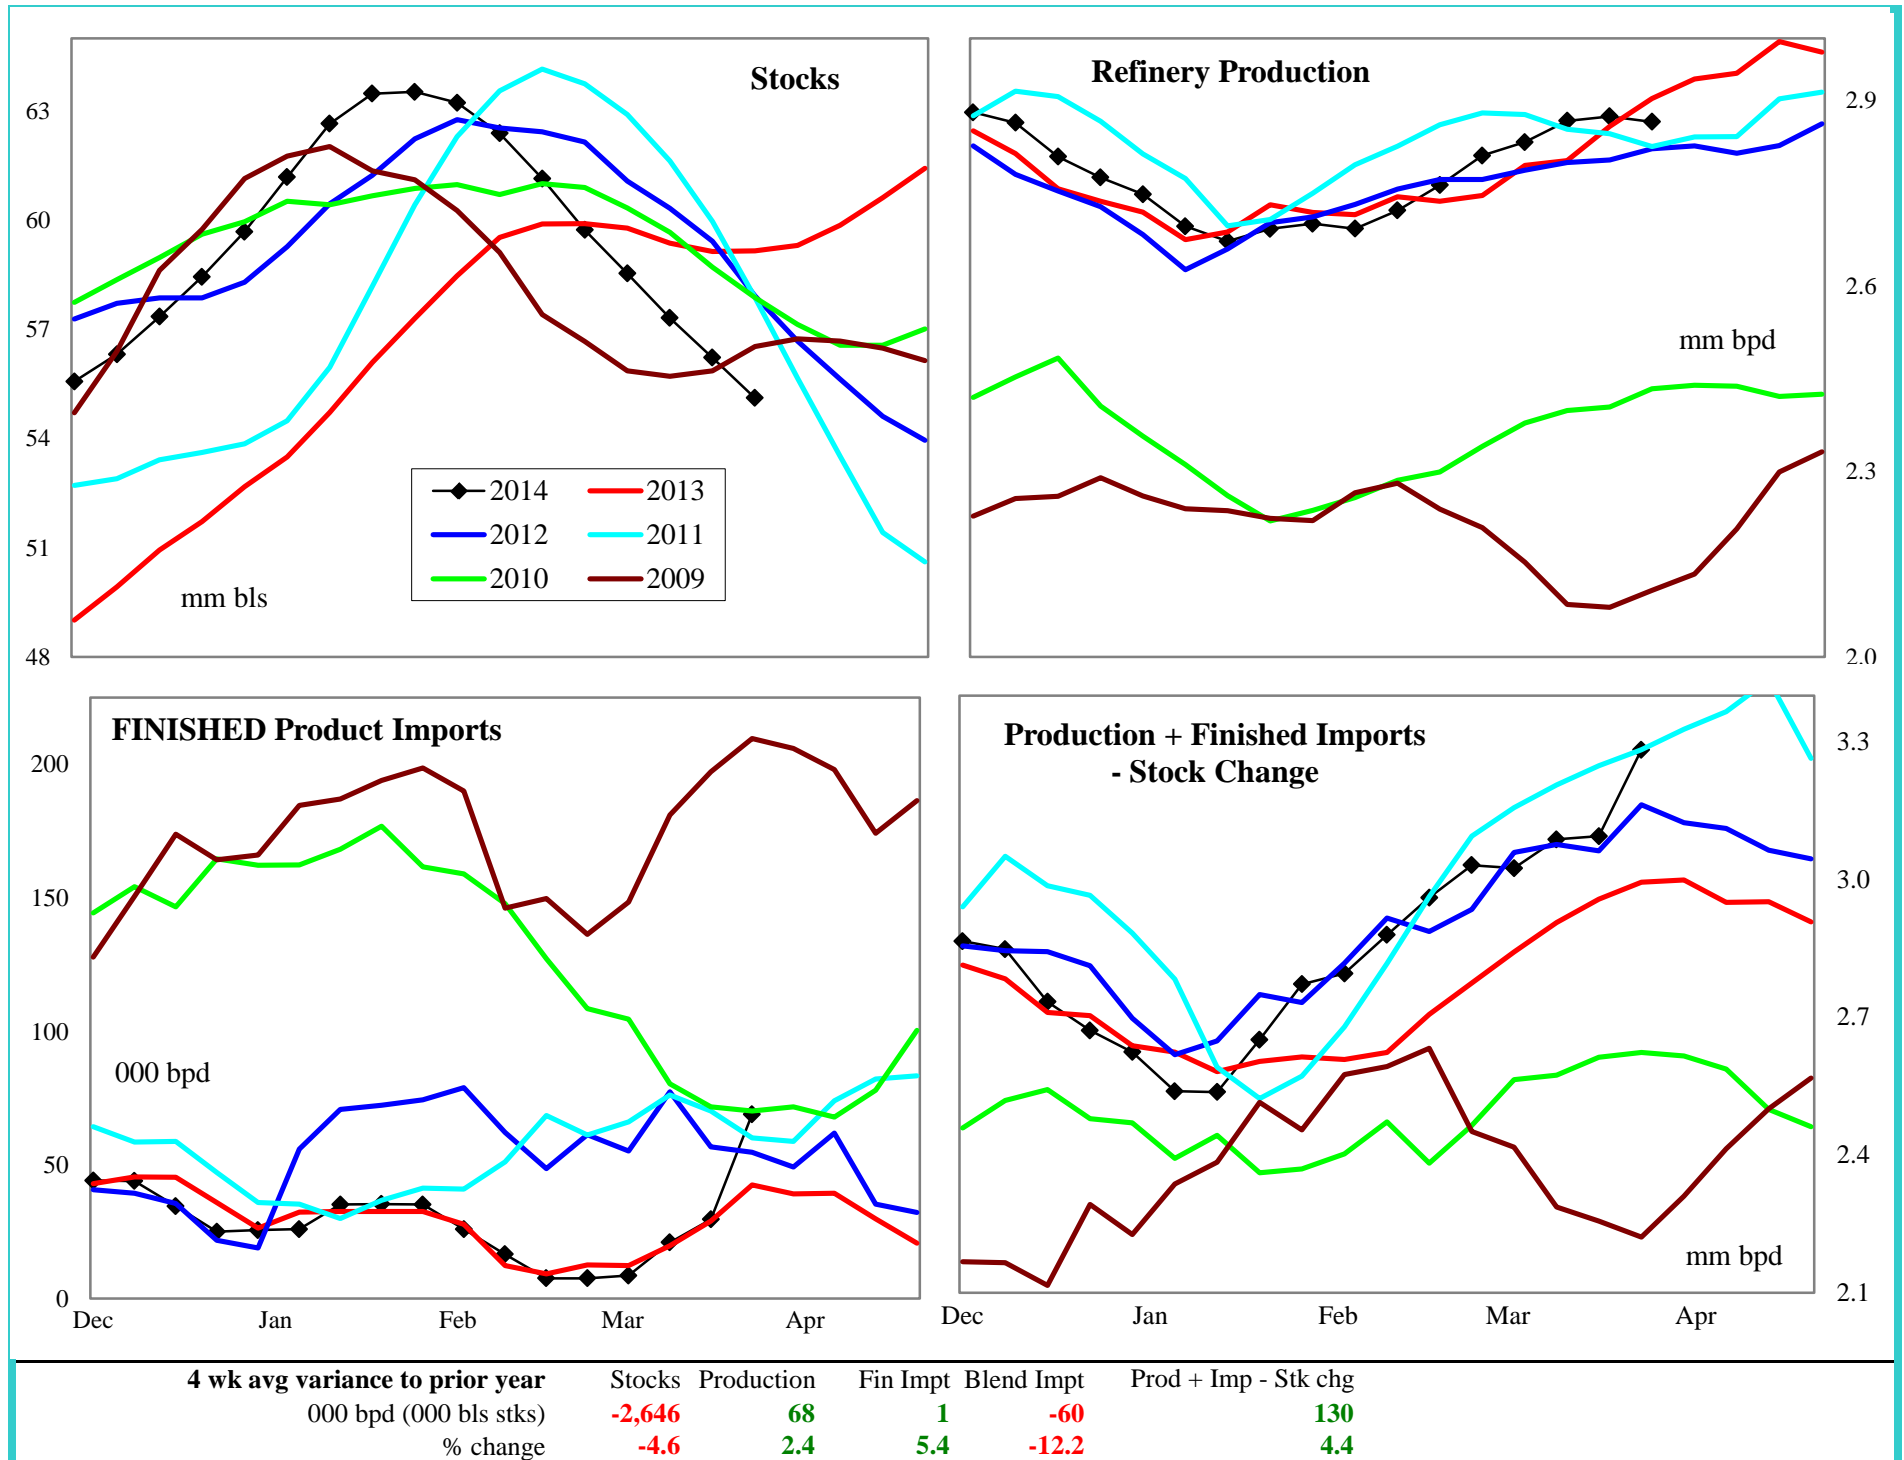 Stocks
63
60
57
54
51
48
2014 2013
2012 2011
2010 2009
mm bls
Refinery Production
2.9
2.6
mm bpd
2.3
2.0
FINISHED Product Imports
200
150
100
000 bpd
50
0
Dec Jan Feb Mar Apr
Production + Finished Imports
- Stock Change
3.3
3.0
2.7
2.4
mm bpd
2.1
Dec Jan Feb Mar Apr
4 wk avg variance to prior year Stocks Production Fin Impt Blend Impt Prod + Imp - Stk chg
000 bpd (000 bls stks) -2,646 68 1 -60 130
% change -4.6 2.4 5.4 -12.2 4.4